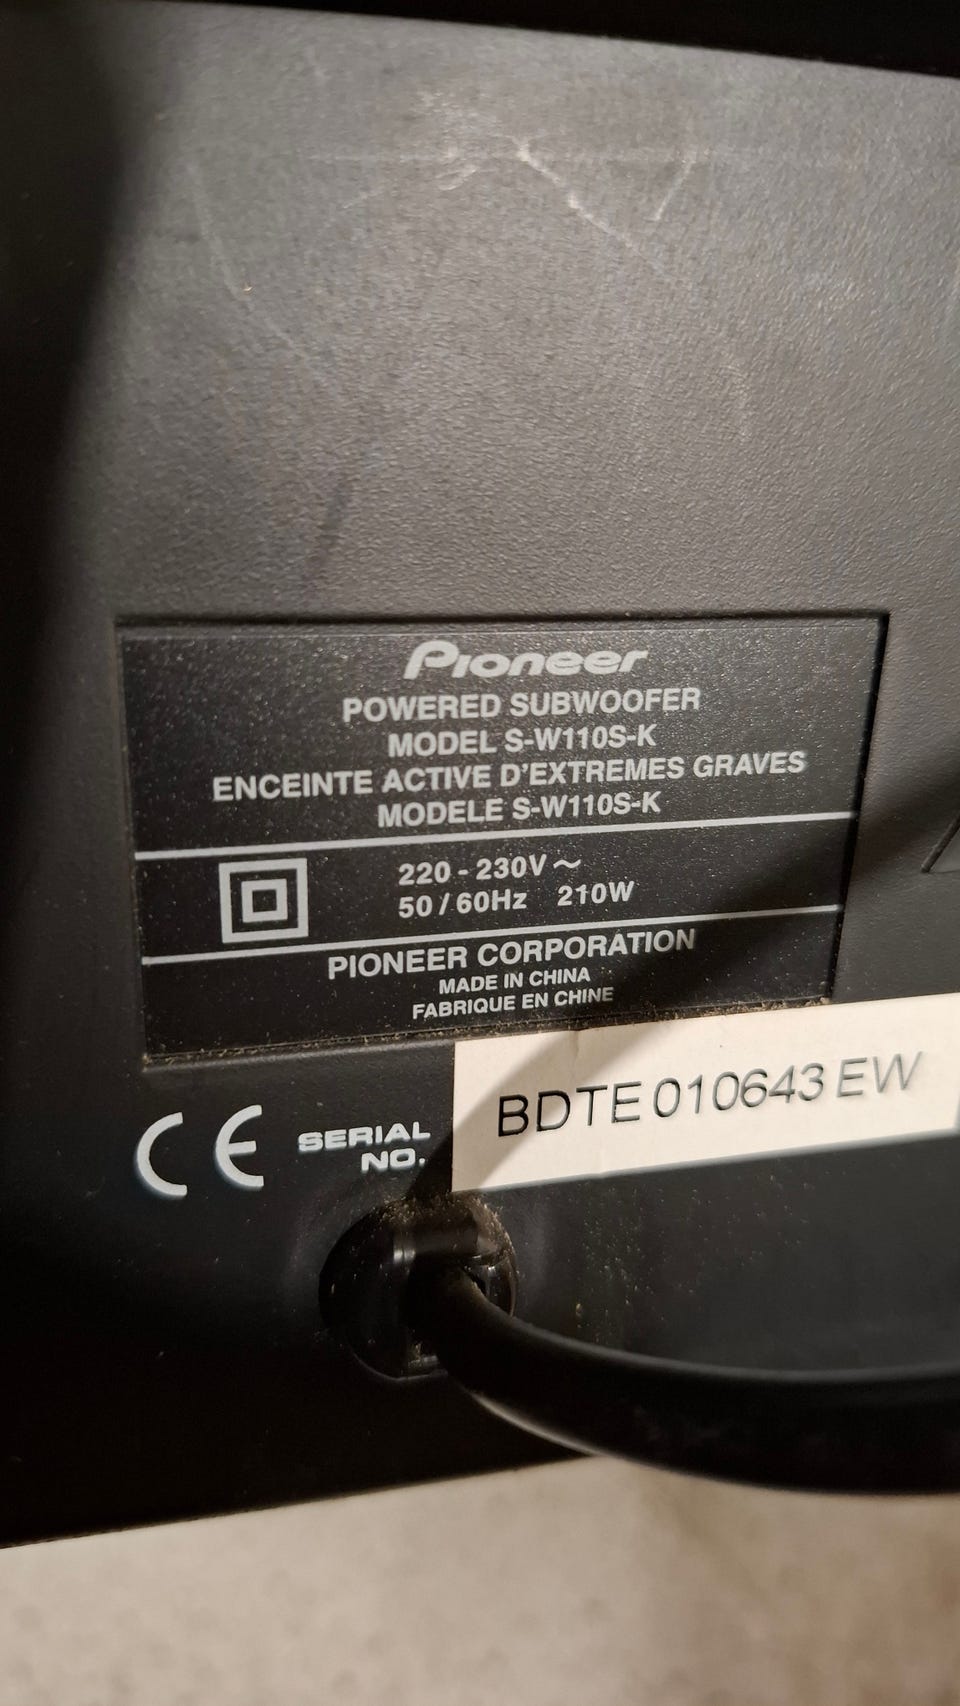 Pioneer
POWERED SUBWOOFER
MODEL S-W110S-K
ENCEINTE ACTIVE D'EXTREMES GRAVES
MODELE S-W110S-K
220 - 230V ~
50 / 60Hz 210W
PIONEER CORPORATION
MADE IN CHINA
FABRIQUE EN CHINE
CE
SERIAL
NO.
BDTE 010643 EW